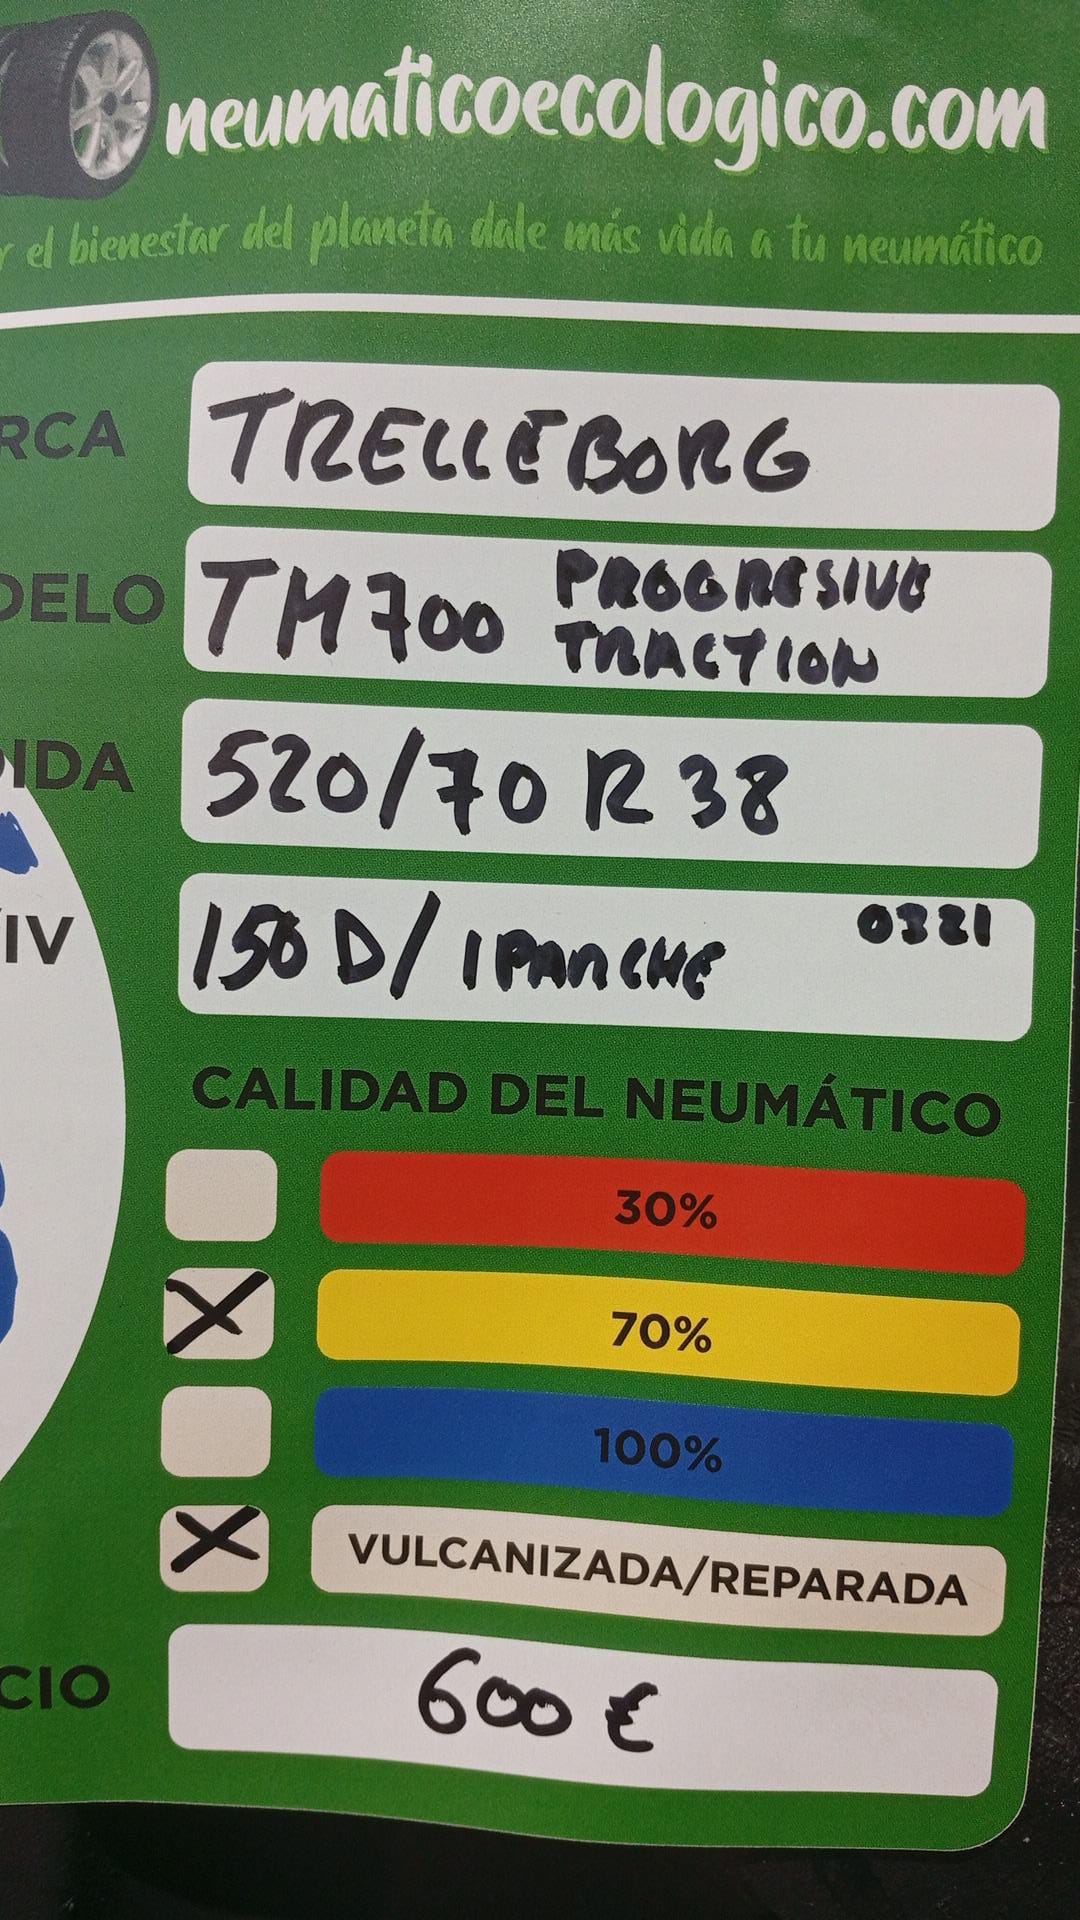 neumaticoecologico.com
r el bienestar del planeta dale más vida a tu neumático
RCA TRELLEBORG
DELO TM700 PROGRESIVE
TRACTION
DIDA 520/70 R 38
IV 150 D/ 1 PANCHE 0321
CALIDAD DEL NEUMÁTICO
30%
X 70%
100%
X VULCANIZADA/REPARADA
CIO 600 €